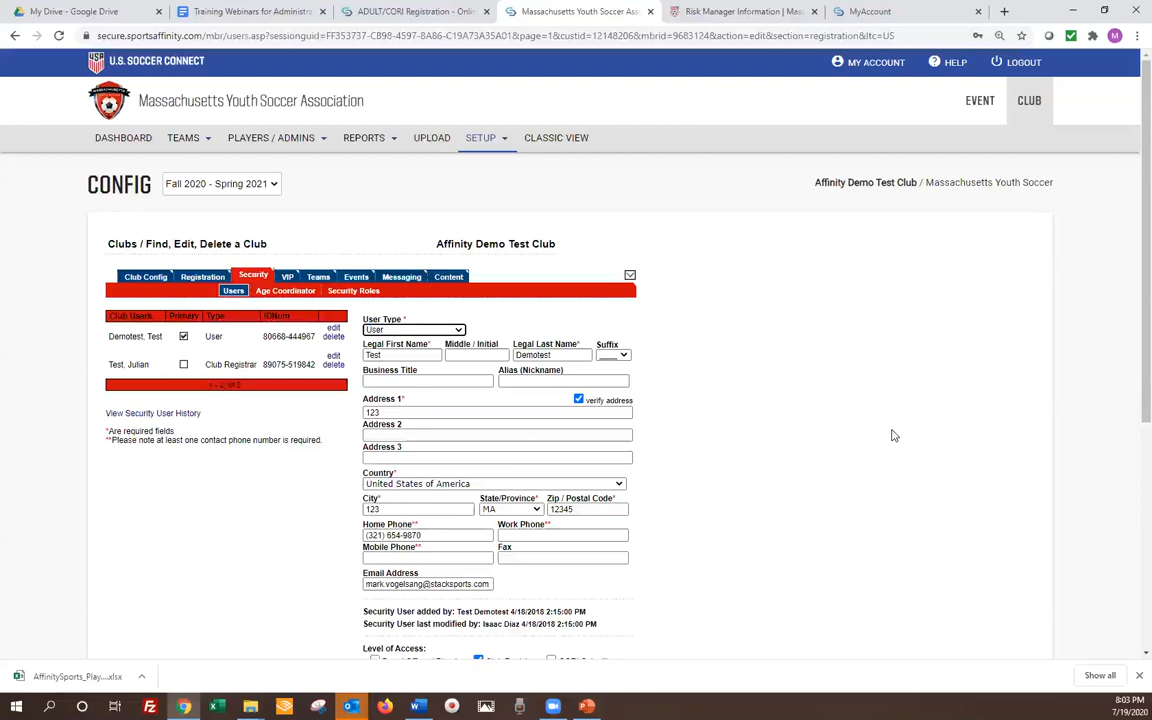 My Drive - Google Drive
Training Webinars for Administra
ADULT/CORI Registration - Onlin
Massachusetts Youth Soccer Asso
Risk Manager Information | Mass
MyAccount
secure.sportsaffinity.com/mbr/users.asp?sessionguid=FF353737-CB98-4597-8A86-C19A73A35A01&page=1&custid=12148206&mbrid=9683124&action=edit&section=registration&ltc=US
M
U.S. SOCCER CONNECT
MY ACCOUNT
HELP
LOGOUT
Massachusetts Youth Soccer Association
EVENT
CLUB
DASHBOARD
TEAMS
PLAYERS / ADMINS
REPORTS
UPLOAD
SETUP
CLASSIC VIEW
CONFIG
Fall 2020 - Spring 2021
Affinity Demo Test Club / Massachusetts Youth Soccer
Clubs / Find, Edit, Delete a Club
Affinity Demo Test Club
Club Config
Registration
Security
VIP
Teams
Events
Messaging
Content
Users
Age Coordinator
Security Roles
Club Users
Primary
Type
IDNum
Demotest, Test
User
80668-444967
edit
delete
Test, Julian
Club Registrar
89075-519842
edit
delete
View Security User History
*Are required fields
**Please note at least one contact phone number is required.
User Type *
User
Legal First Name*
Middle / Initial
Legal Last Name*
Suffix
Test
Demotest
Business Title
Alias (Nickname)
Address 1*
verify address
123
Address 2
Address 3
Country*
United States of America
City*
State/Province*
Zip / Postal Code*
123
MA
12345
Home Phone**
Work Phone**
(321) 654-9870
Mobile Phone**
Fax
Email Address
mark.vogelsang@stacksports.com
Security User added by: Test Demotest 4/18/2018 2:15:00 PM
Security User last modified by: Isaac Diaz 4/18/2018 2:15:00 PM
Level of Access:
AffinitySports_Play....xlsx
Show all
8:03 PM
7/19/2020